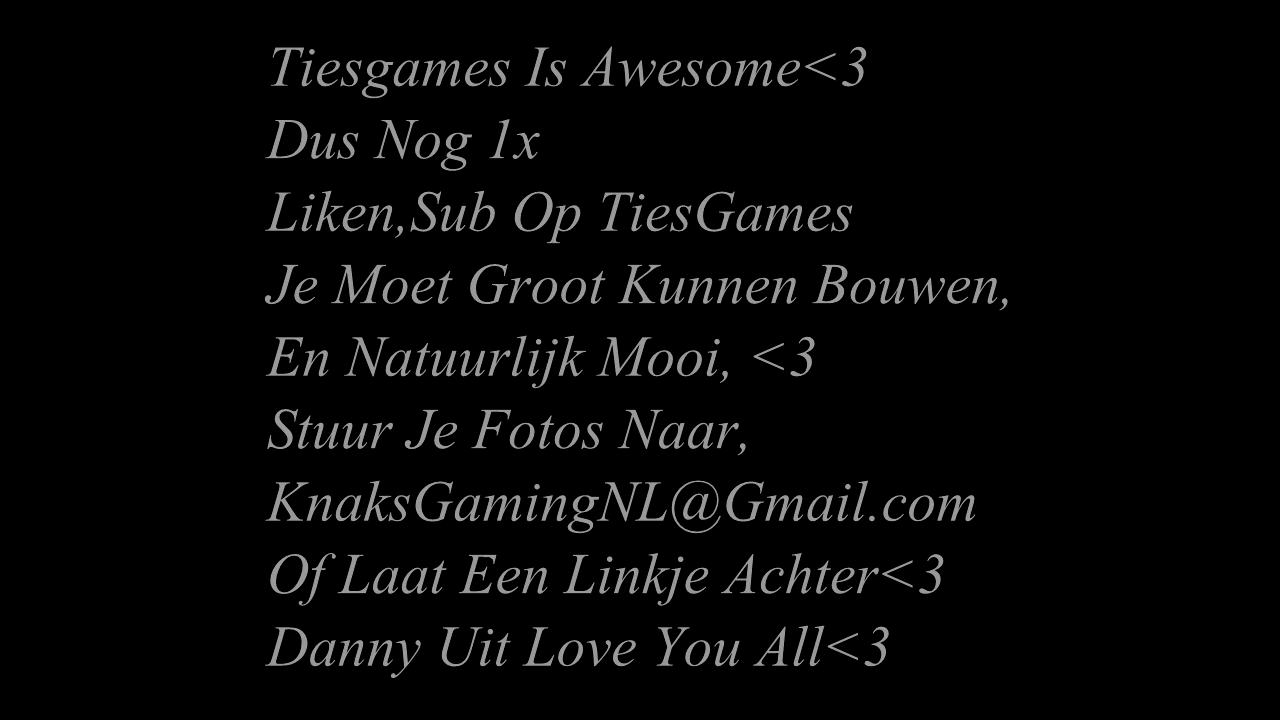 Tiesgames Is Awesome<3
Dus Nog 1x
Liken,Sub Op TiesGames
Je Moet Groot Kunnen Bouwen,
En Natuurlijk Mooi, <3
Stuur Je Fotos Naar,
KnaksGamingNL@Gmail.com
Of Laat Een Linkje Achter<3
Danny Uit Love You All<3